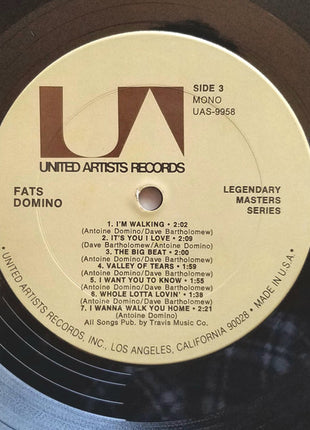 UA
SIDE 3
MONO
UAS-9958
UNITED ARTISTS RECORDS
FATS
DOMINO
LEGENDARY
MASTERS
SERIES
1. I'M WALKING • 2:02
(Antoine Domino/Dave Bartholomew)
2. IT'S YOU I LOVE • 2:09
(Dave Bartholomew/Antoine Domino)
3. THE BIG BEAT • 2:00
(Antoine Domino/Dave Bartholomew)
4. VALLEY OF TEARS • 1:59
(Antoine Domino/Dave Bartholomew)
5. I WANT YOU TO KNOW • 1:55
(Antoine Domino/Dave Bartholomew)
6. WHOLE LOTTA LOVIN' • 1:38
(Antoine Domino/Dave Bartholomew)
7. I WANNA WALK YOU HOME • 2:21
(Antoine Domino)
All Songs Pub. by Travis Music Co.
• UNITED ARTISTS RECORDS, INC., LOS ANGELES, CALIFORNIA 90028 • MADE IN U.S.A. •